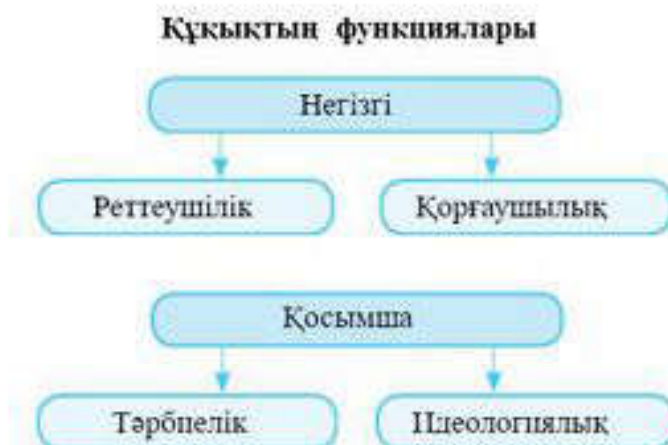 Құқықтың функциялары
Негізгі
Реттеушілік
Қорғаушылық
Қосымша
Тәрбиелік
Идеологиялық